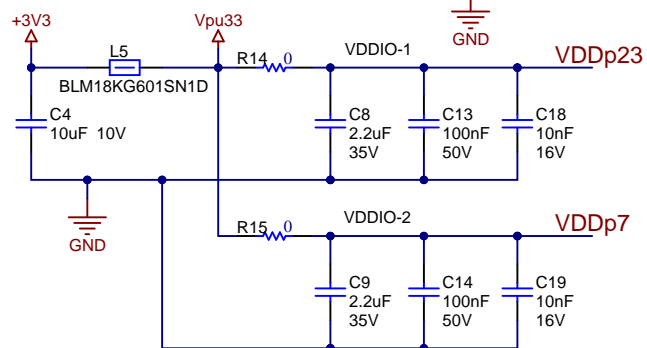 +3V3
Vpu33
GND
L5
BLM18KG601SN1D
R14 0
VDDIO-1
VDDp23
C4
10uF 10V
C8
2.2uF
35V
C13
100nF
50V
C18
10nF
16V
GND
R15 0
VDDIO-2
VDDp7
C9
2.2uF
35V
C14
100nF
50V
C19
10nF
16V